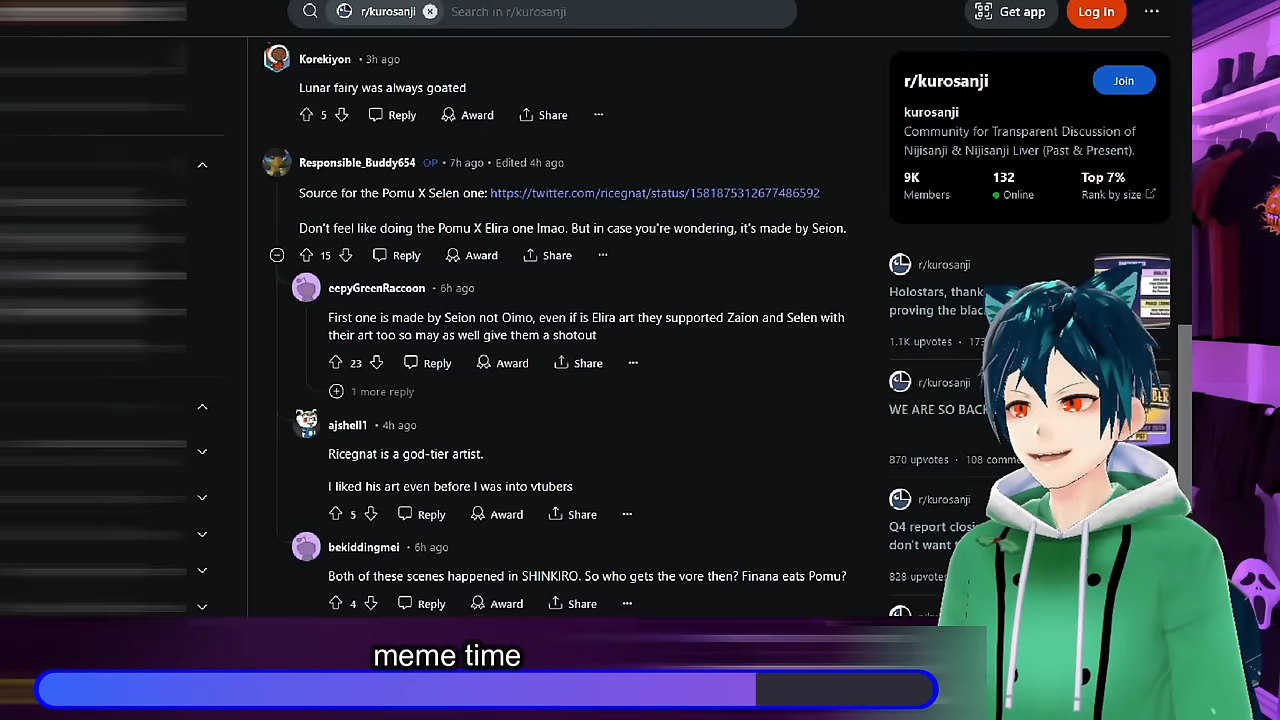 r/kurosanji
Search in r/kurosanji
Get app
Log In
Korekiyon • 3h ago
Lunar fairy was always goated
5 Reply Award Share
Responsible_Buddy654 OP • 7h ago • Edited 4h ago
Source for the Pomu X Selen one: https://twitter.com/ricegnat/status/1581875312677486592
Don't feel like doing the Pomu X Elira one lmao. But in case you're wondering, it's made by Seion.
15 Reply Award Share
eepyGreenRaccoon • 6h ago
First one is made by Seion not Oimo, even if is Elira art they supported Zaion and Selen with
their art too so may as well give them a shotout
23 Reply Award Share
1 more reply
ajshell1 • 4h ago
Ricegnat is a god-tier artist.
I liked his art even before I was into vtubers
5 Reply Award Share
bekiddingmei • 6h ago
Both of these scenes happened in SHINKIRO. So who gets the vore then? Finana eats Pomu?
4 Reply Award Share
r/kurosanji
Join
kurosanji
Community for Transparent Discussion of
Nijisanji & Nijisanji Liver (Past & Present).
9K 132 Top 7%
Members Online Rank by size
r/kurosanji
Holostars, thank
proving the blac
1.1K upvotes • 173
r/kurosanji
WE ARE SO BACK
870 upvotes • 108 comme
r/kurosanji
Q4 report closi
don't want
828 upvotes
meme time